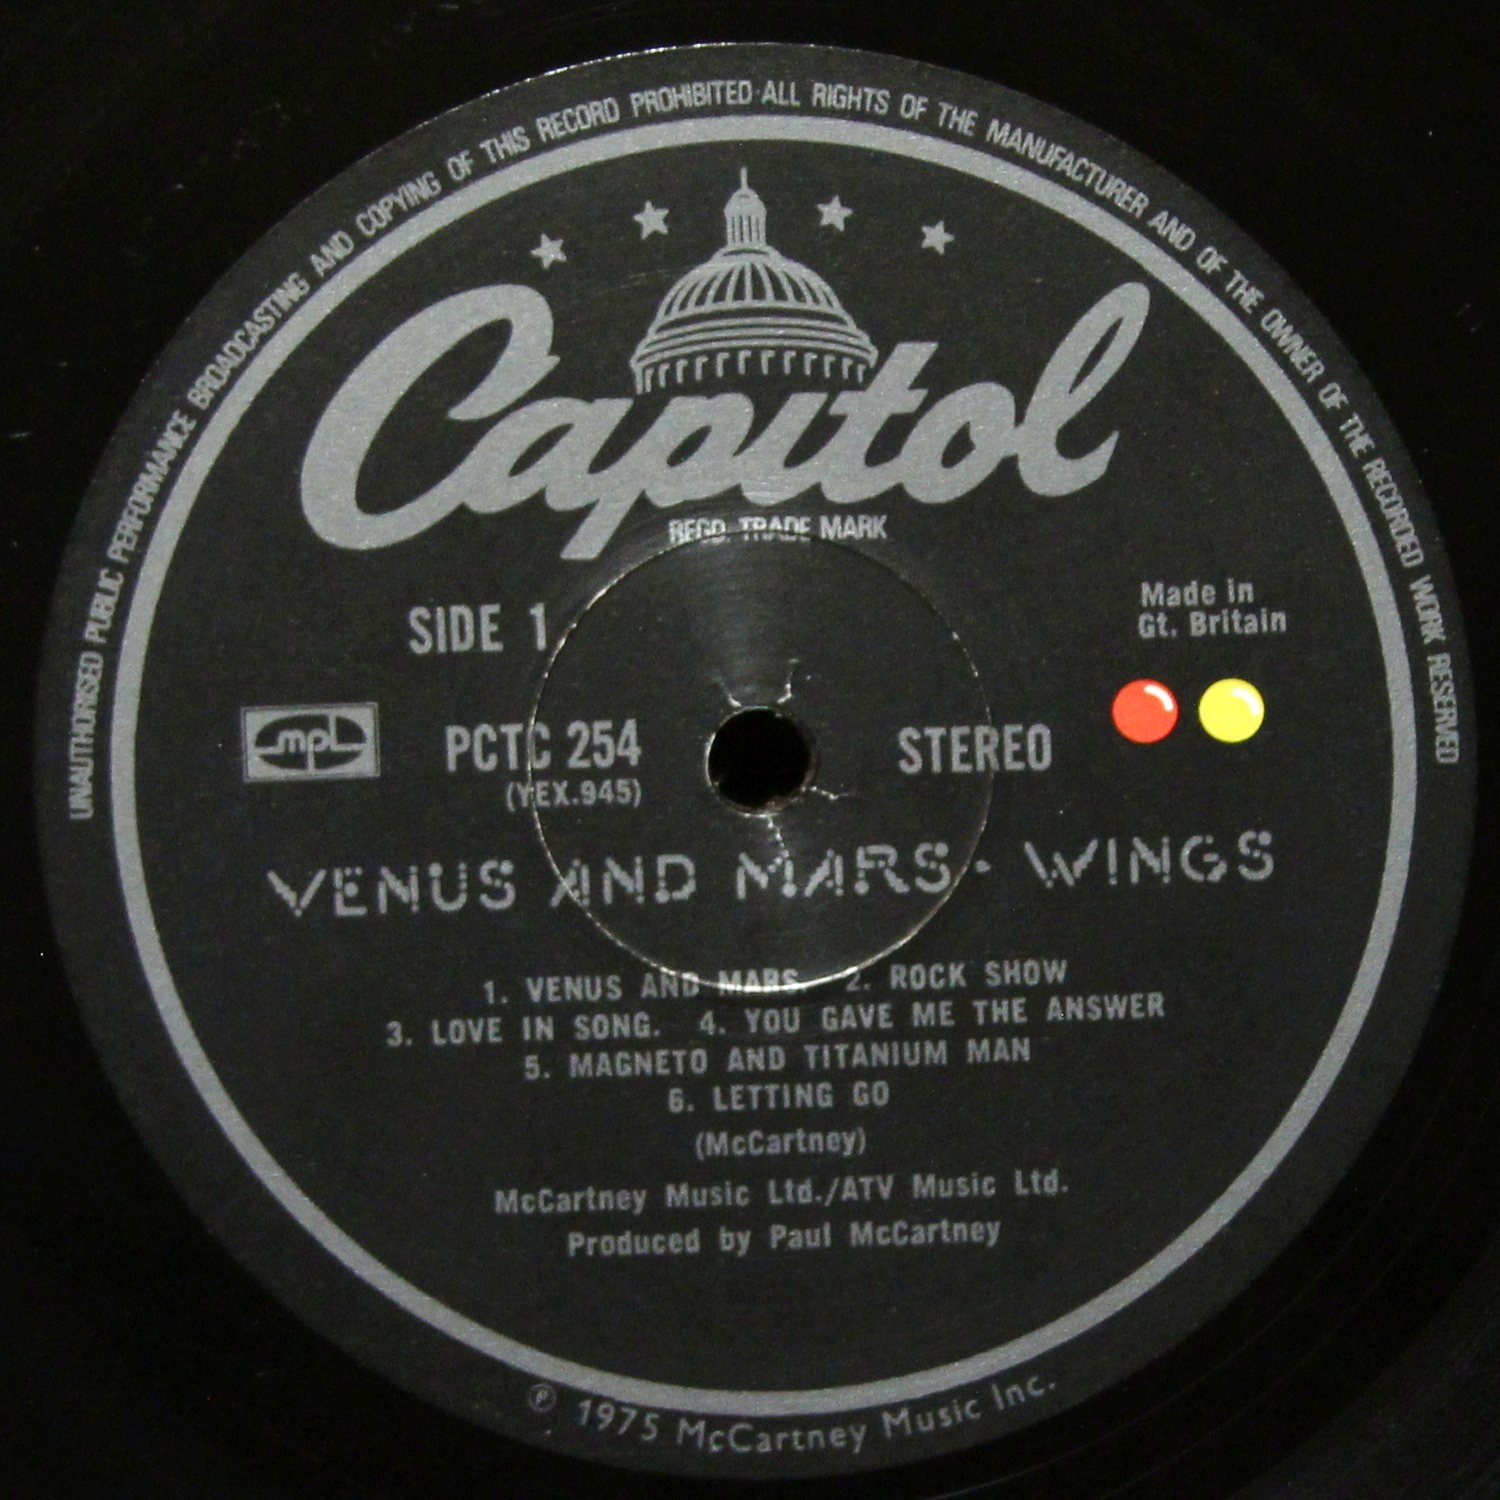 UNAUTHORISED PUBLIC PERFORMANCE BROADCASTING AND COPYING OF THIS RECORD PROHIBITED·ALL RIGHTS OF THE MANUFACTURER AND OF THE OWNER OF THE RECORDED WORK RESERVED
Capitol
REGD. TRADE MARK
SIDE 1
Made in
Gt. Britain
mpl
PCTC 254
STEREO
(YEX.945)
VENUS AND MARS · WINGS
1. VENUS AND MARS. 2. ROCK SHOW
3. LOVE IN SONG. 4. YOU GAVE ME THE ANSWER
5. MAGNETO AND TITANIUM MAN
6. LETTING GO
(McCartney)
McCartney Music Ltd./ATV Music Ltd.
Produced by Paul McCartney
℗ 1975 McCartney Music Inc.